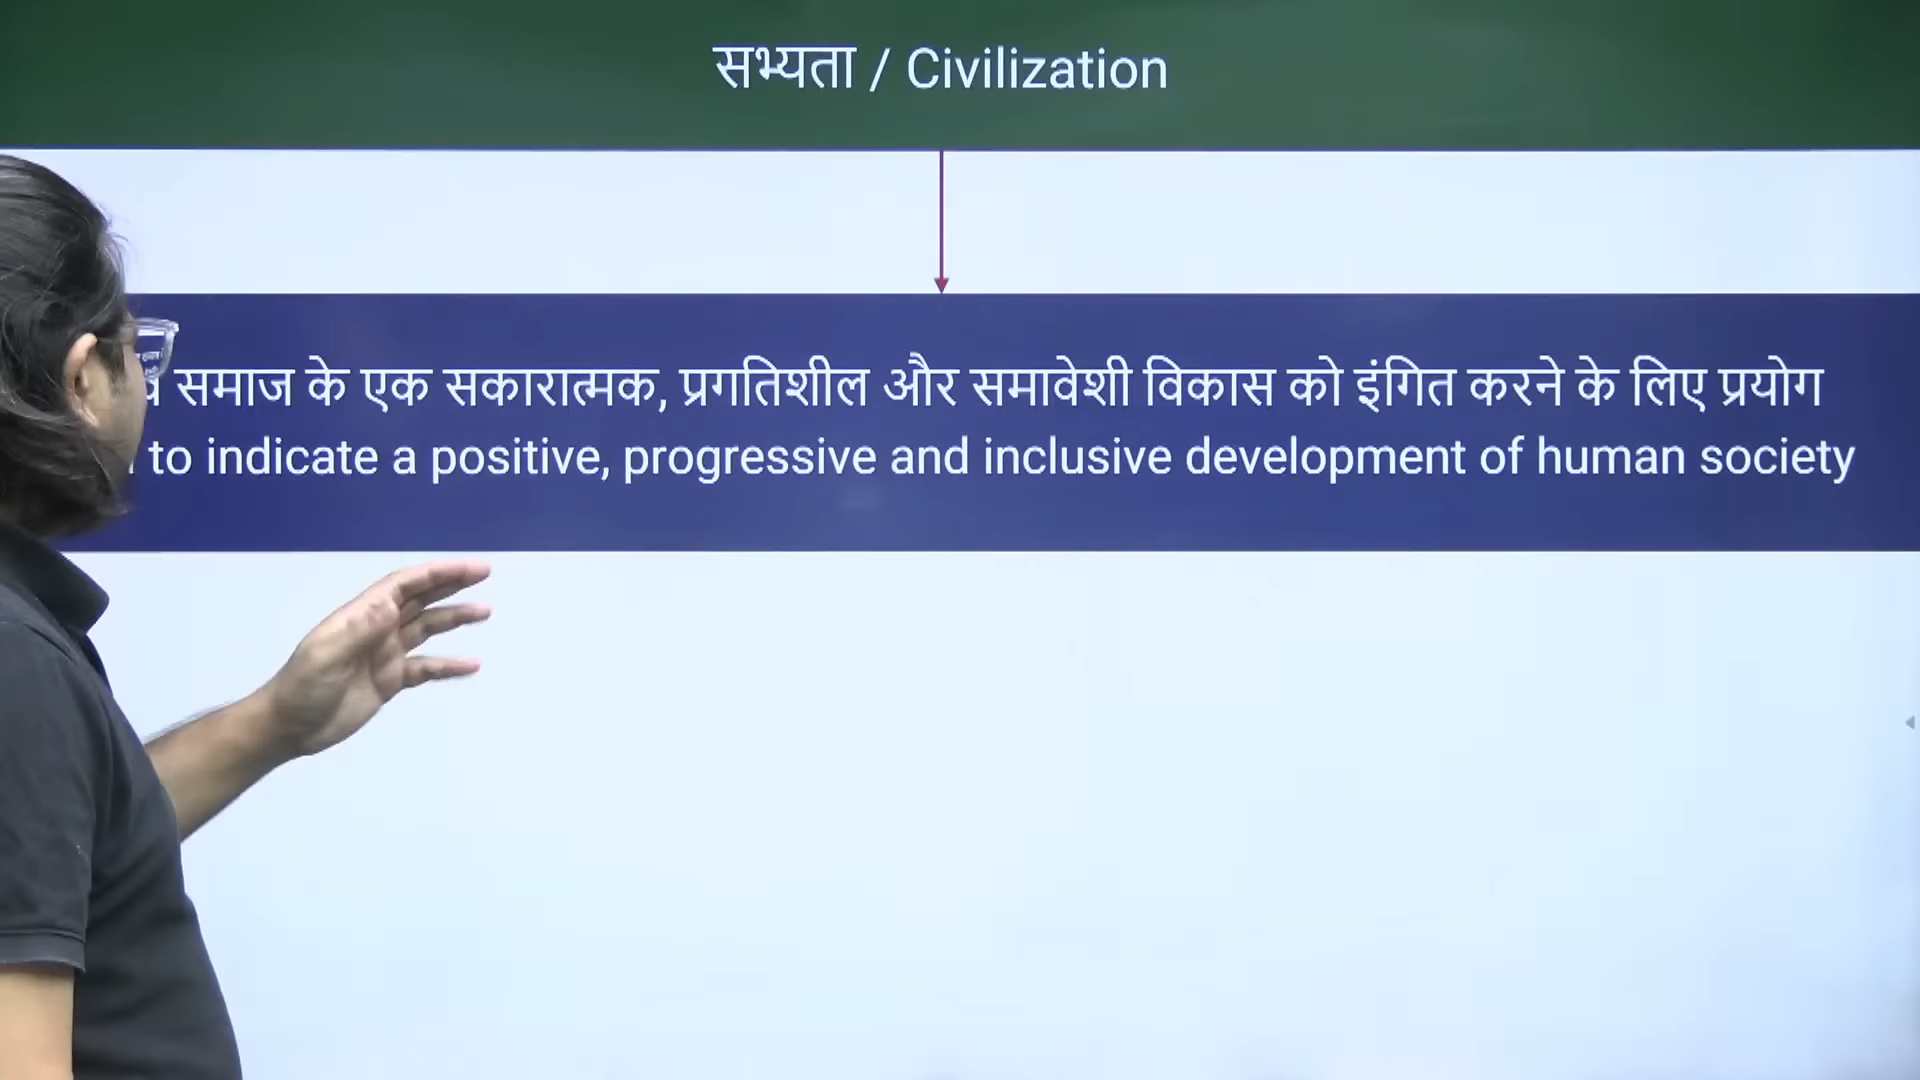 सभ्यता / Civilization
समाज के एक सकारात्मक, प्रगतिशील और समावेशी विकास को इंगित करने के लिए प्रयोग
to indicate a positive, progressive and inclusive development of human society